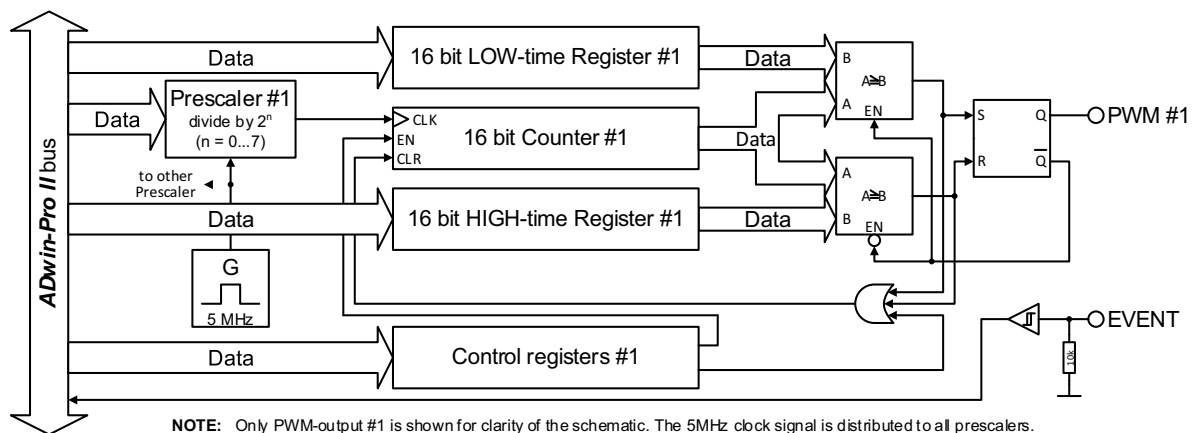 ADwin-Pro II bus
Data
16 bit LOW-time Register #1
Data
B
A≥B
A
EN
Data
Prescaler #1
divide by 2ⁿ
(n = 0...7)
CLK
EN
CLR
16 bit Counter #1
Data
S
Q
R
Q
PWM #1
to other
Prescaler
A
A≥B
B
EN
Data
16 bit HIGH-time Register #1
Data
G
5 MHz
EVENT
Data
Control registers #1
10k
NOTE: Only PWM-output #1 is shown for clarity of the schematic. The 5MHz clock signal is distributed to all prescalers.